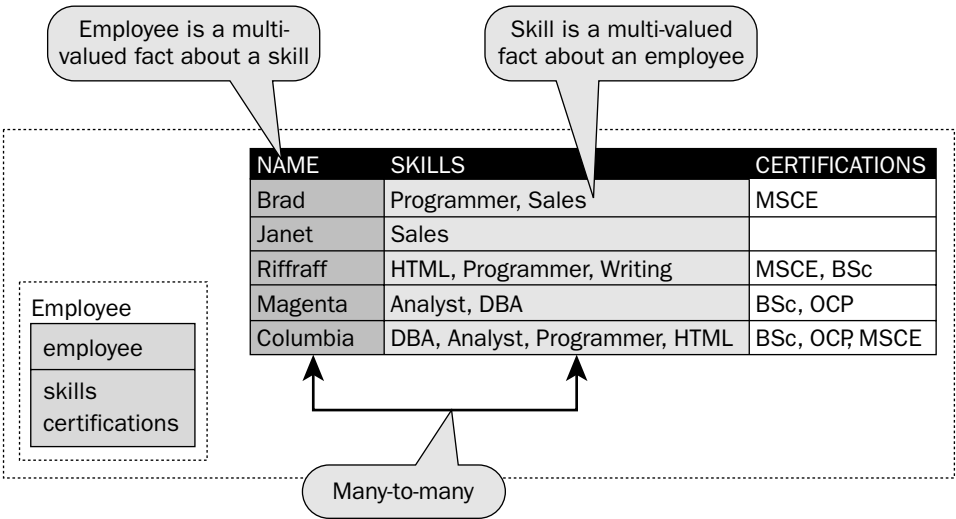 Employee is a multi-
valued fact about a skill
Skill is a multi-valued
fact about an employee
NAME SKILLS CERTIFICATIONS
Brad Programmer, Sales MSCE
Janet Sales
Riffraff HTML, Programmer, Writing MSCE, BSc
Magenta Analyst, DBA BSc, OCP
Columbia DBA, Analyst, Programmer, HTML BSc, OCP, MSCE
Employee
employee
skills
certifications
Many-to-many